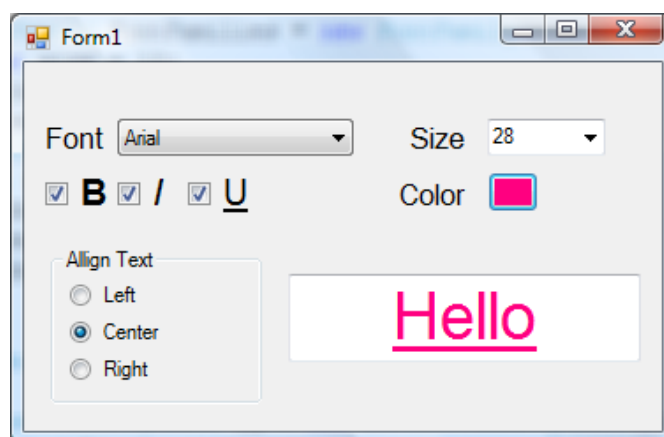 Form1
Font Arial Size 28
B I U Color
Allign Text
Left
Center
Right
Hello